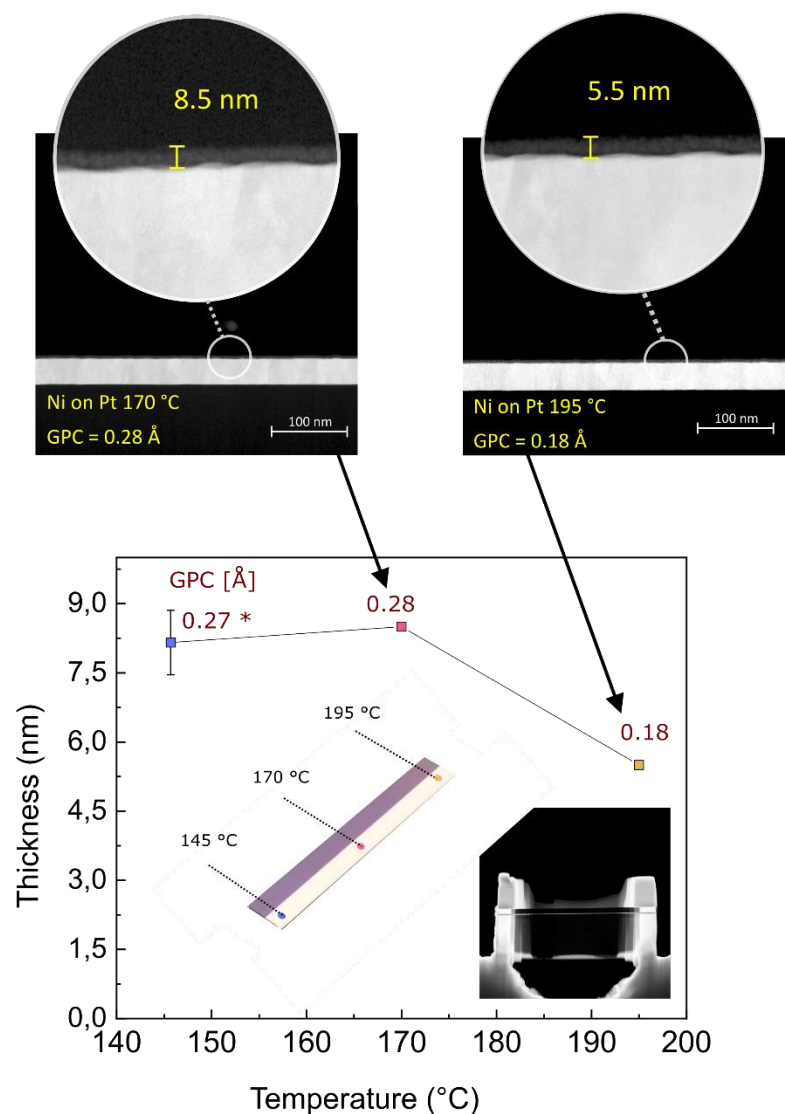 8.5 nm
Ni on Pt 170 °C
GPC = 0.28 Å
100 nm
5.5 nm
Ni on Pt 195 °C
GPC = 0.18 Å
100 nm
GPC [Å]
0.27 *
0.28
0.18
9,0
7,5
6,0
4,5
3,0
1,5
0,0
Thickness (nm)
195 °C
170 °C
145 °C
140
150
160
170
180
190
200
Temperature (°C)